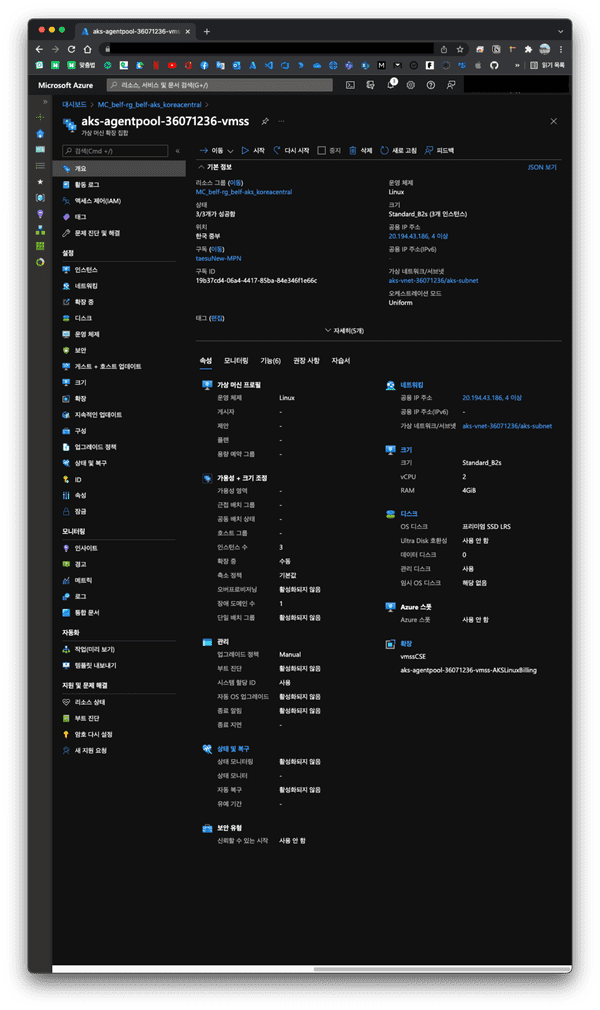 aks-agentpool-36071236-vmss
맞춤법
읽기 목록
Microsoft Azure
리소스, 서비스 및 문서 검색(G+/)
1
대시보드 > MC_belf-rg_belf-aks_koreacentral >
aks-agentpool-36071236-vmss
가상 머신 확장 집합
검색(Cmd +/)
개요
활동 로그
액세스 제어(IAM)
태그
문제 진단 및 해결
설정
인스턴스
네트워킹
확장 중
디스크
운영 체제
보안
게스트 + 호스트 업데이트
크기
확장
지속적인 업데이트
구성
업그레이드 정책
상태 및 복구
ID
속성
잠금
모니터링
인사이트
경고
메트릭
로그
통합 문서
자동화
작업(미리 보기)
템플릿 내보내기
지원 및 문제 해결
리소스 상태
부트 진단
암호 다시 설정
새 지원 요청
이동 시작 다시 시작 중지 삭제 새로 고침 피드백
기본 정보
JSON 보기
리소스 그룹 (이동)
MC_belf-rg_belf-aks_koreacentral
상태
3/3개가 성공함
위치
한국 중부
구독 (이동)
taesuNew-MPN
구독 ID
19b37cd4-06a4-4417-85ba-84e346f1e66c
운영 체제
Linux
크기
Standard_B2s (3개 인스턴스)
공용 IP 주소
20.194.43.186, 4 이상
공용 IP 주소(IPv6)
-
가상 네트워크/서브넷
aks-vnet-36071236/aks-subnet
오케스트레이션 모드
Uniform
태그 (편집)
자세히(5개)
속성 모니터링 기능(6) 권장 사항 자습서
가상 머신 프로필
운영 체제 Linux
게시자 -
제안 -
플랜 -
용량 예약 그룹 -
가용성 + 크기 조정
가용성 영역 -
근접 배치 그룹 -
공동 배치 상태 -
호스트 그룹 -
인스턴스 수 3
확장 중 수동
축소 정책 기본값
오버프로비저닝 활성화되지 않음
장애 도메인 수 1
단일 배치 그룹 활성화되지 않음
관리
업그레이드 정책 Manual
부트 진단 활성화되지 않음
시스템 할당 ID 사용
자동 OS 업그레이드 활성화되지 않음
종료 알림 활성화되지 않음
종료 지연 -
상태 및 복구
상태 모니터링 활성화되지 않음
상태 모니터 -
자동 복구 활성화되지 않음
유예 기간 -
보안 유형
신뢰할 수 있는 시작 사용 안 함
네트워킹
공용 IP 주소 20.194.43.186, 4 이상
공용 IP 주소(IPv6) -
가상 네트워크/서브넷 aks-vnet-36071236/aks-subnet
크기
크기 Standard_B2s
vCPU 2
RAM 4GiB
디스크
OS 디스크 프리미엄 SSD LRS
Ultra Disk 호환성 사용 안 함
데이터 디스크 0
관리 디스크 사용
임시 OS 디스크 해당 없음
Azure 스폿
Azure 스폿 사용 안 함
확장
vmssCSE
aks-agentpool-36071236-vmss-AKSLinuxBilling